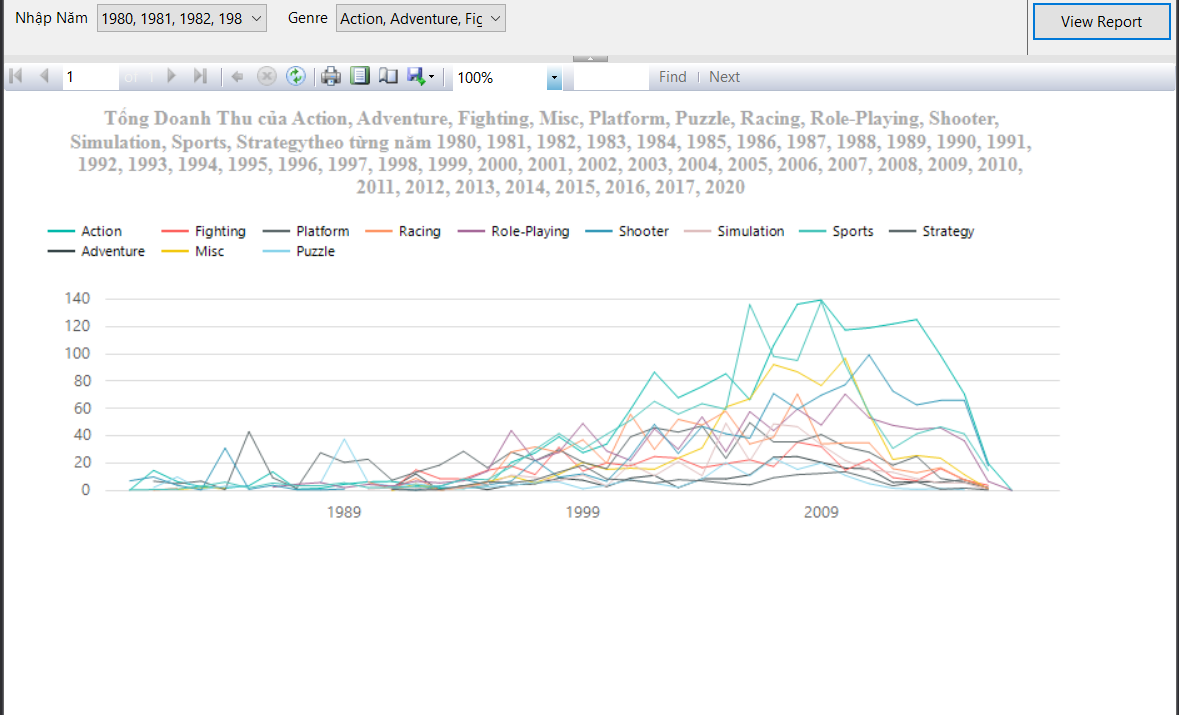 Nhập Năm 1980, 1981, 1982, 198 Genre Action, Adventure, Fig View Report
1 of 1 100% Find | Next
Tổng Doanh Thu của Action, Adventure, Fighting, Misc, Platform, Puzzle, Racing, Role-Playing, Shooter,
Simulation, Sports, Strategytheo từng năm 1980, 1981, 1982, 1983, 1984, 1985, 1986, 1987, 1988, 1989, 1990, 1991,
1992, 1993, 1994, 1995, 1996, 1997, 1998, 1999, 2000, 2001, 2002, 2003, 2004, 2005, 2006, 2007, 2008, 2009, 2010,
2011, 2012, 2013, 2014, 2015, 2016, 2017, 2020
Action Fighting Platform Racing Role-Playing Shooter Simulation Sports Strategy
Adventure Misc Puzzle
140
120
100
80
60
40
20
0
1989 1999 2009